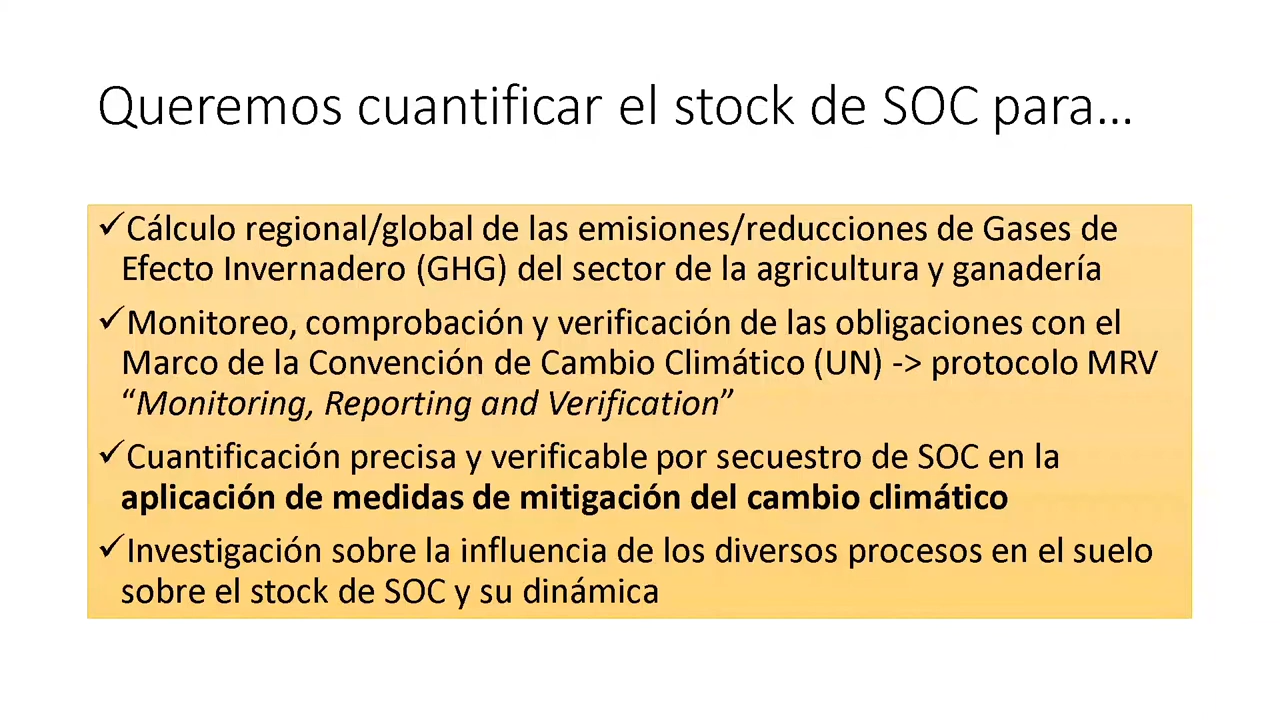 Queremos cuantificar el stock de SOC para…
✓Cálculo regional/global de las emisiones/reducciones de Gases de
Efecto Invernadero (GHG) del sector de la agricultura y ganadería
✓Monitoreo, comprobación y verificación de las obligaciones con el
Marco de la Convención de Cambio Climático (UN) -> protocolo MRV
“Monitoring, Reporting and Verification”
✓Cuantificación precisa y verificable por secuestro de SOC en la
aplicación de medidas de mitigación del cambio climático
✓Investigación sobre la influencia de los diversos procesos en el suelo
sobre el stock de SOC y su dinámica